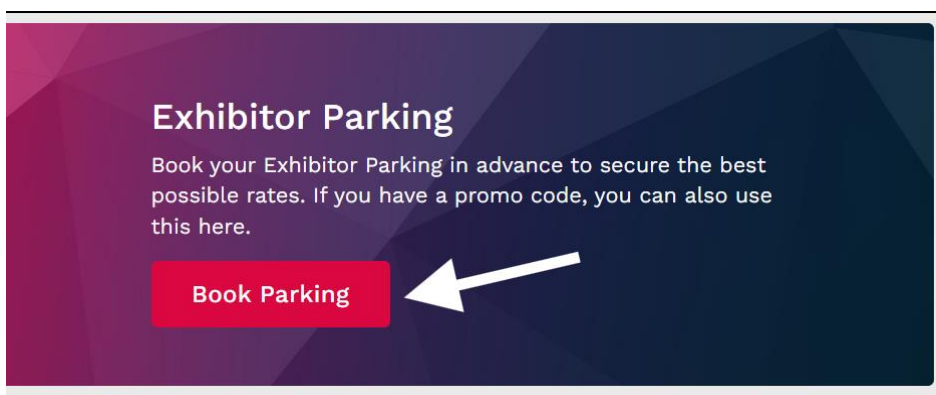 Exhibitor Parking
Book your Exhibitor Parking in advance to secure the best
possible rates. If you have a promo code, you can also use
this here.
Book Parking